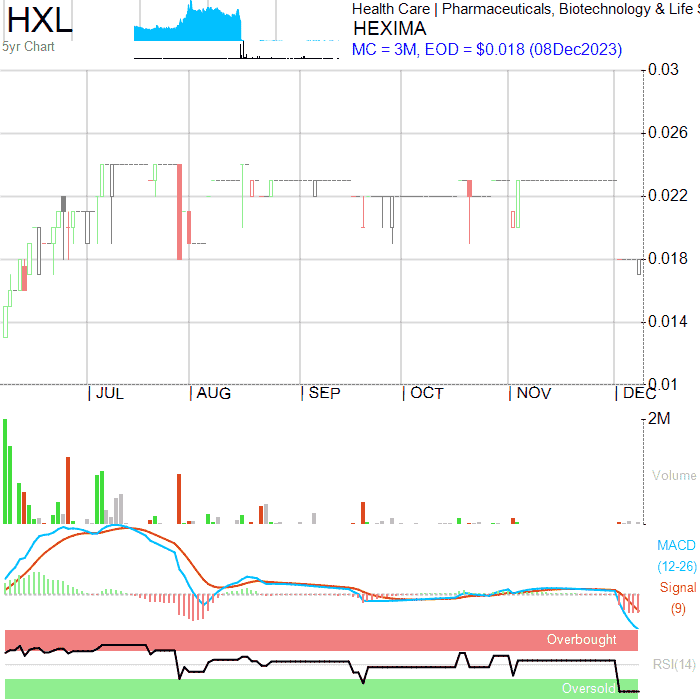 HXL
5yr Chart
Health Care | Pharmaceuticals, Biotechnology & Life
HEXIMA
MC = 3M, EOD = $0.018 (08Dec2023)
0.03
0.026
0.022
0.018
0.014
0.01
JUL AUG SEP OCT NOV DEC
2M
Volume
MACD
(12-26)
Signal
(9)
Overbought
RSI(14)
Oversold